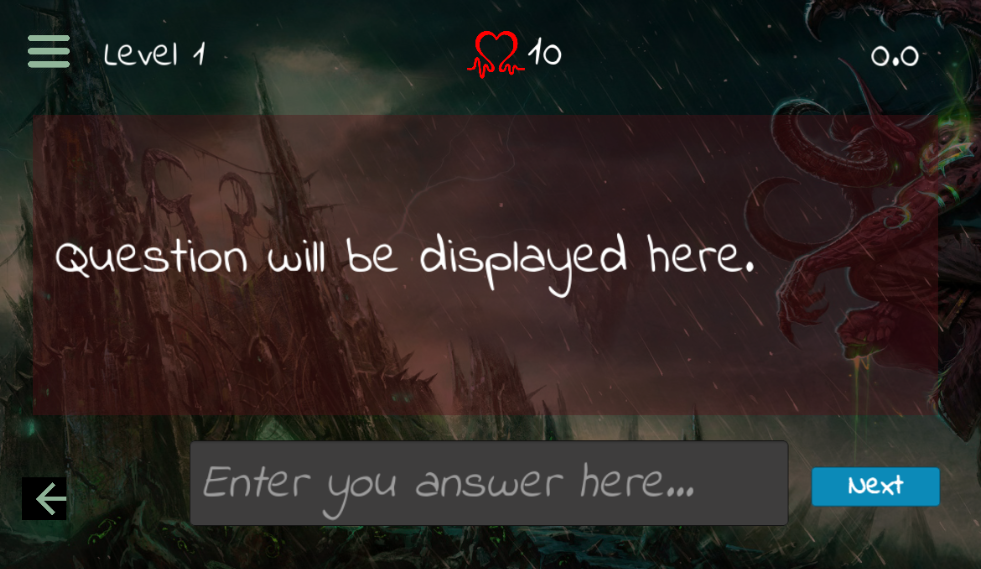 Level 1
10
0.0
Question will be displayed here.
Enter you answer here...
Next